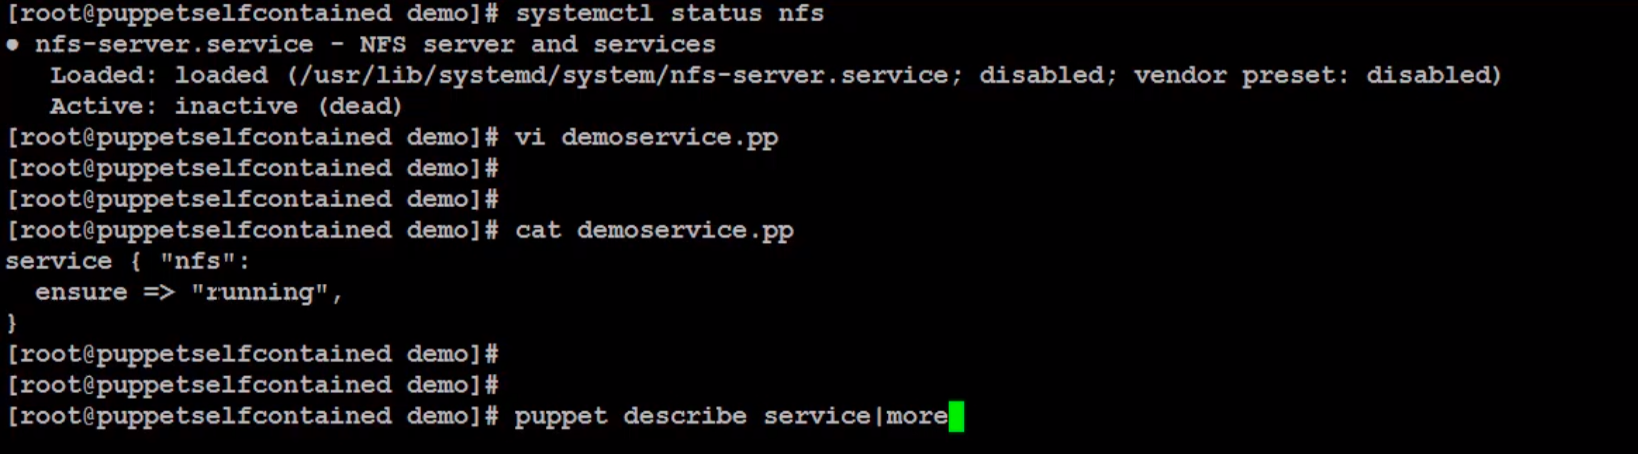 [root@puppetselfcontained demo]# systemctl status nfs
● nfs-server.service - NFS server and services
   Loaded: loaded (/usr/lib/systemd/system/nfs-server.service; disabled; vendor preset: disabled)
   Active: inactive (dead)
[root@puppetselfcontained demo]# vi demoservice.pp
[root@puppetselfcontained demo]#
[root@puppetselfcontained demo]#
[root@puppetselfcontained demo]# cat demoservice.pp
service { "nfs":
  ensure => "running",
}
[root@puppetselfcontained demo]#
[root@puppetselfcontained demo]#
[root@puppetselfcontained demo]# puppet describe service|more